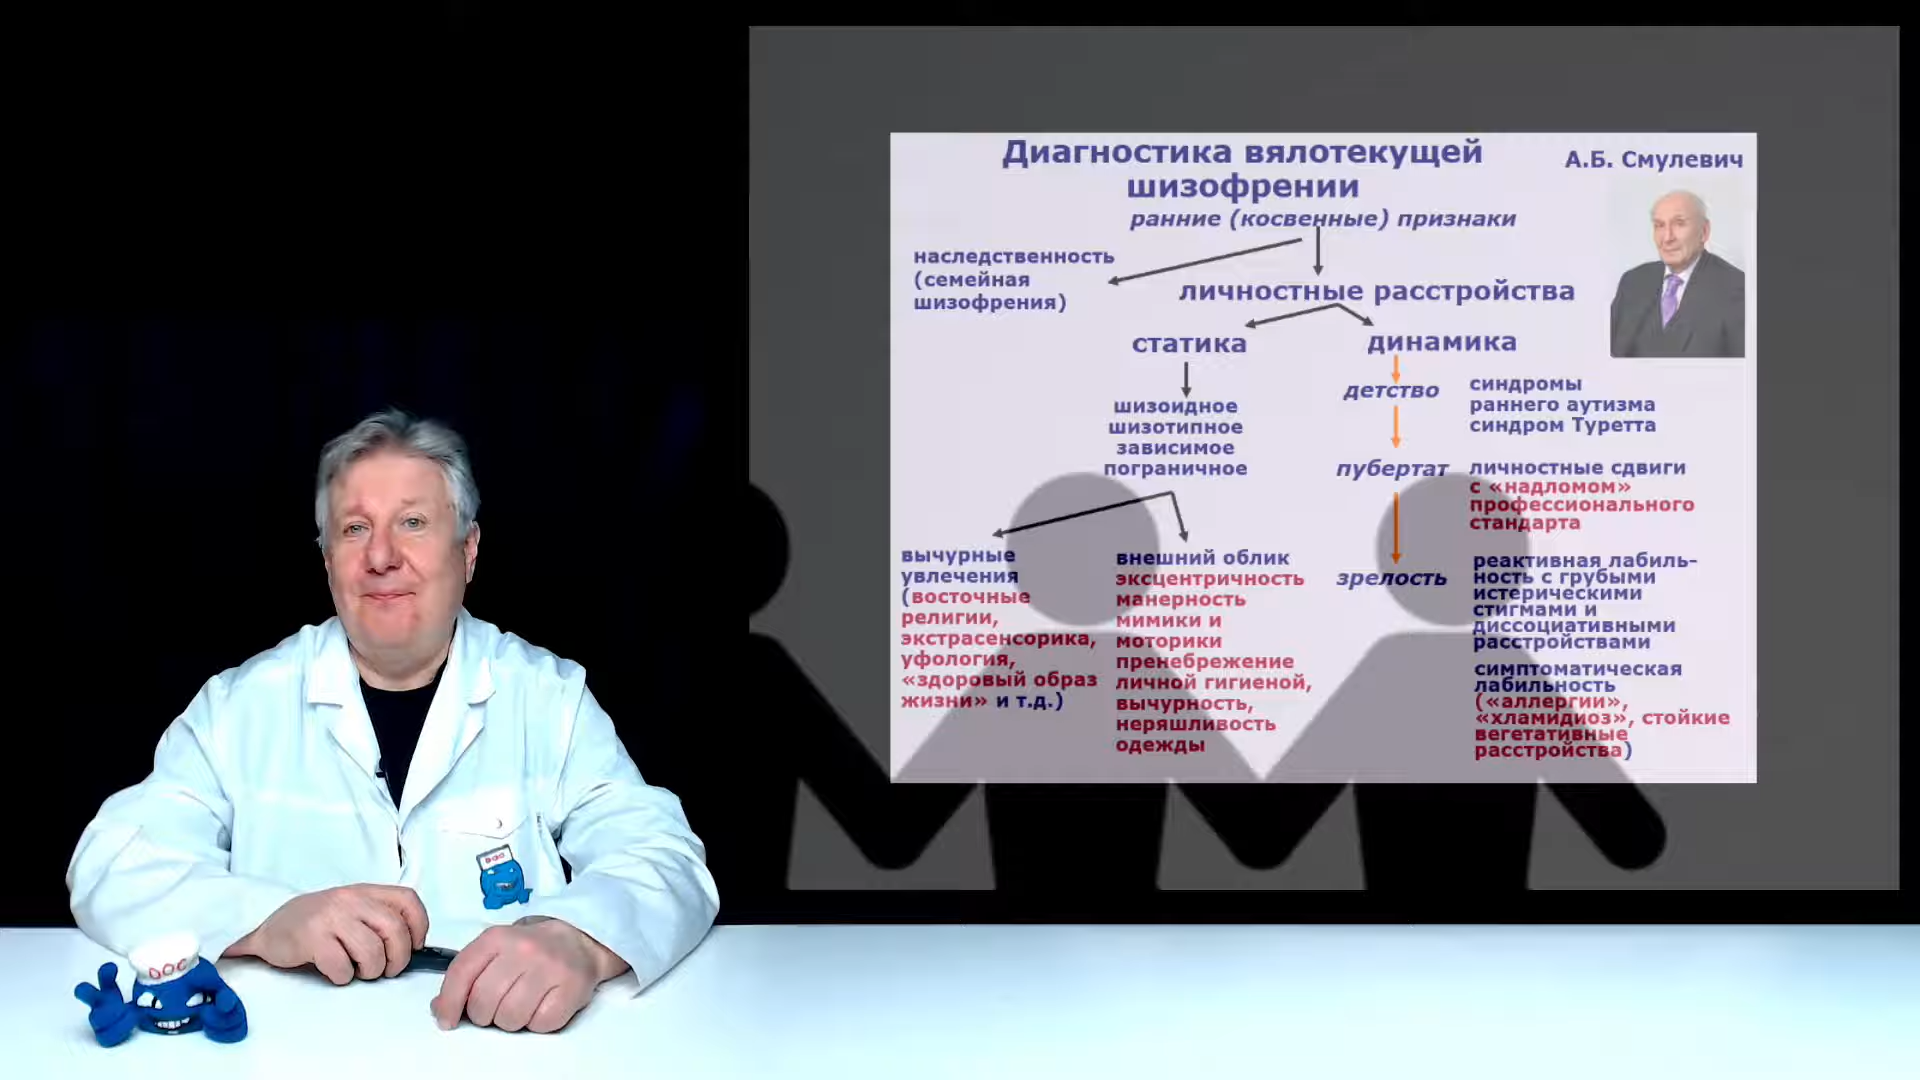 Диагностика вялотекущей
шизофрении
А.Б. Смулевич
ранние (косвенные) признаки
наследственность
(семейная
шизофрения)
личностные расстройства
статика
динамика
шизоидное
шизотипное
зависимое
пограничное
детство
синдромы
раннего аутизма
синдром Туретта
пубертат
личностные сдвиги
с «надломом»
профессионального
стандарта
вычурные
увлечения
(восточные
религии,
экстрасенсорика,
уфология,
«здоровый образ
жизни» и т.д.)
внешний облик
эксцентричность
манерность
мимики и
моторики
пренебрежение
личной гигиеной,
вычурность,
неряшливость
одежды
зрелость
реактивная лабиль-
ность с грубыми
истерическими
стигмами и
диссоциативными
расстройствами
симптоматическая
лабильность
(«аллергии»,
«хламидиоз», стойкие
вегетативные
расстройства)
DOC
DOC